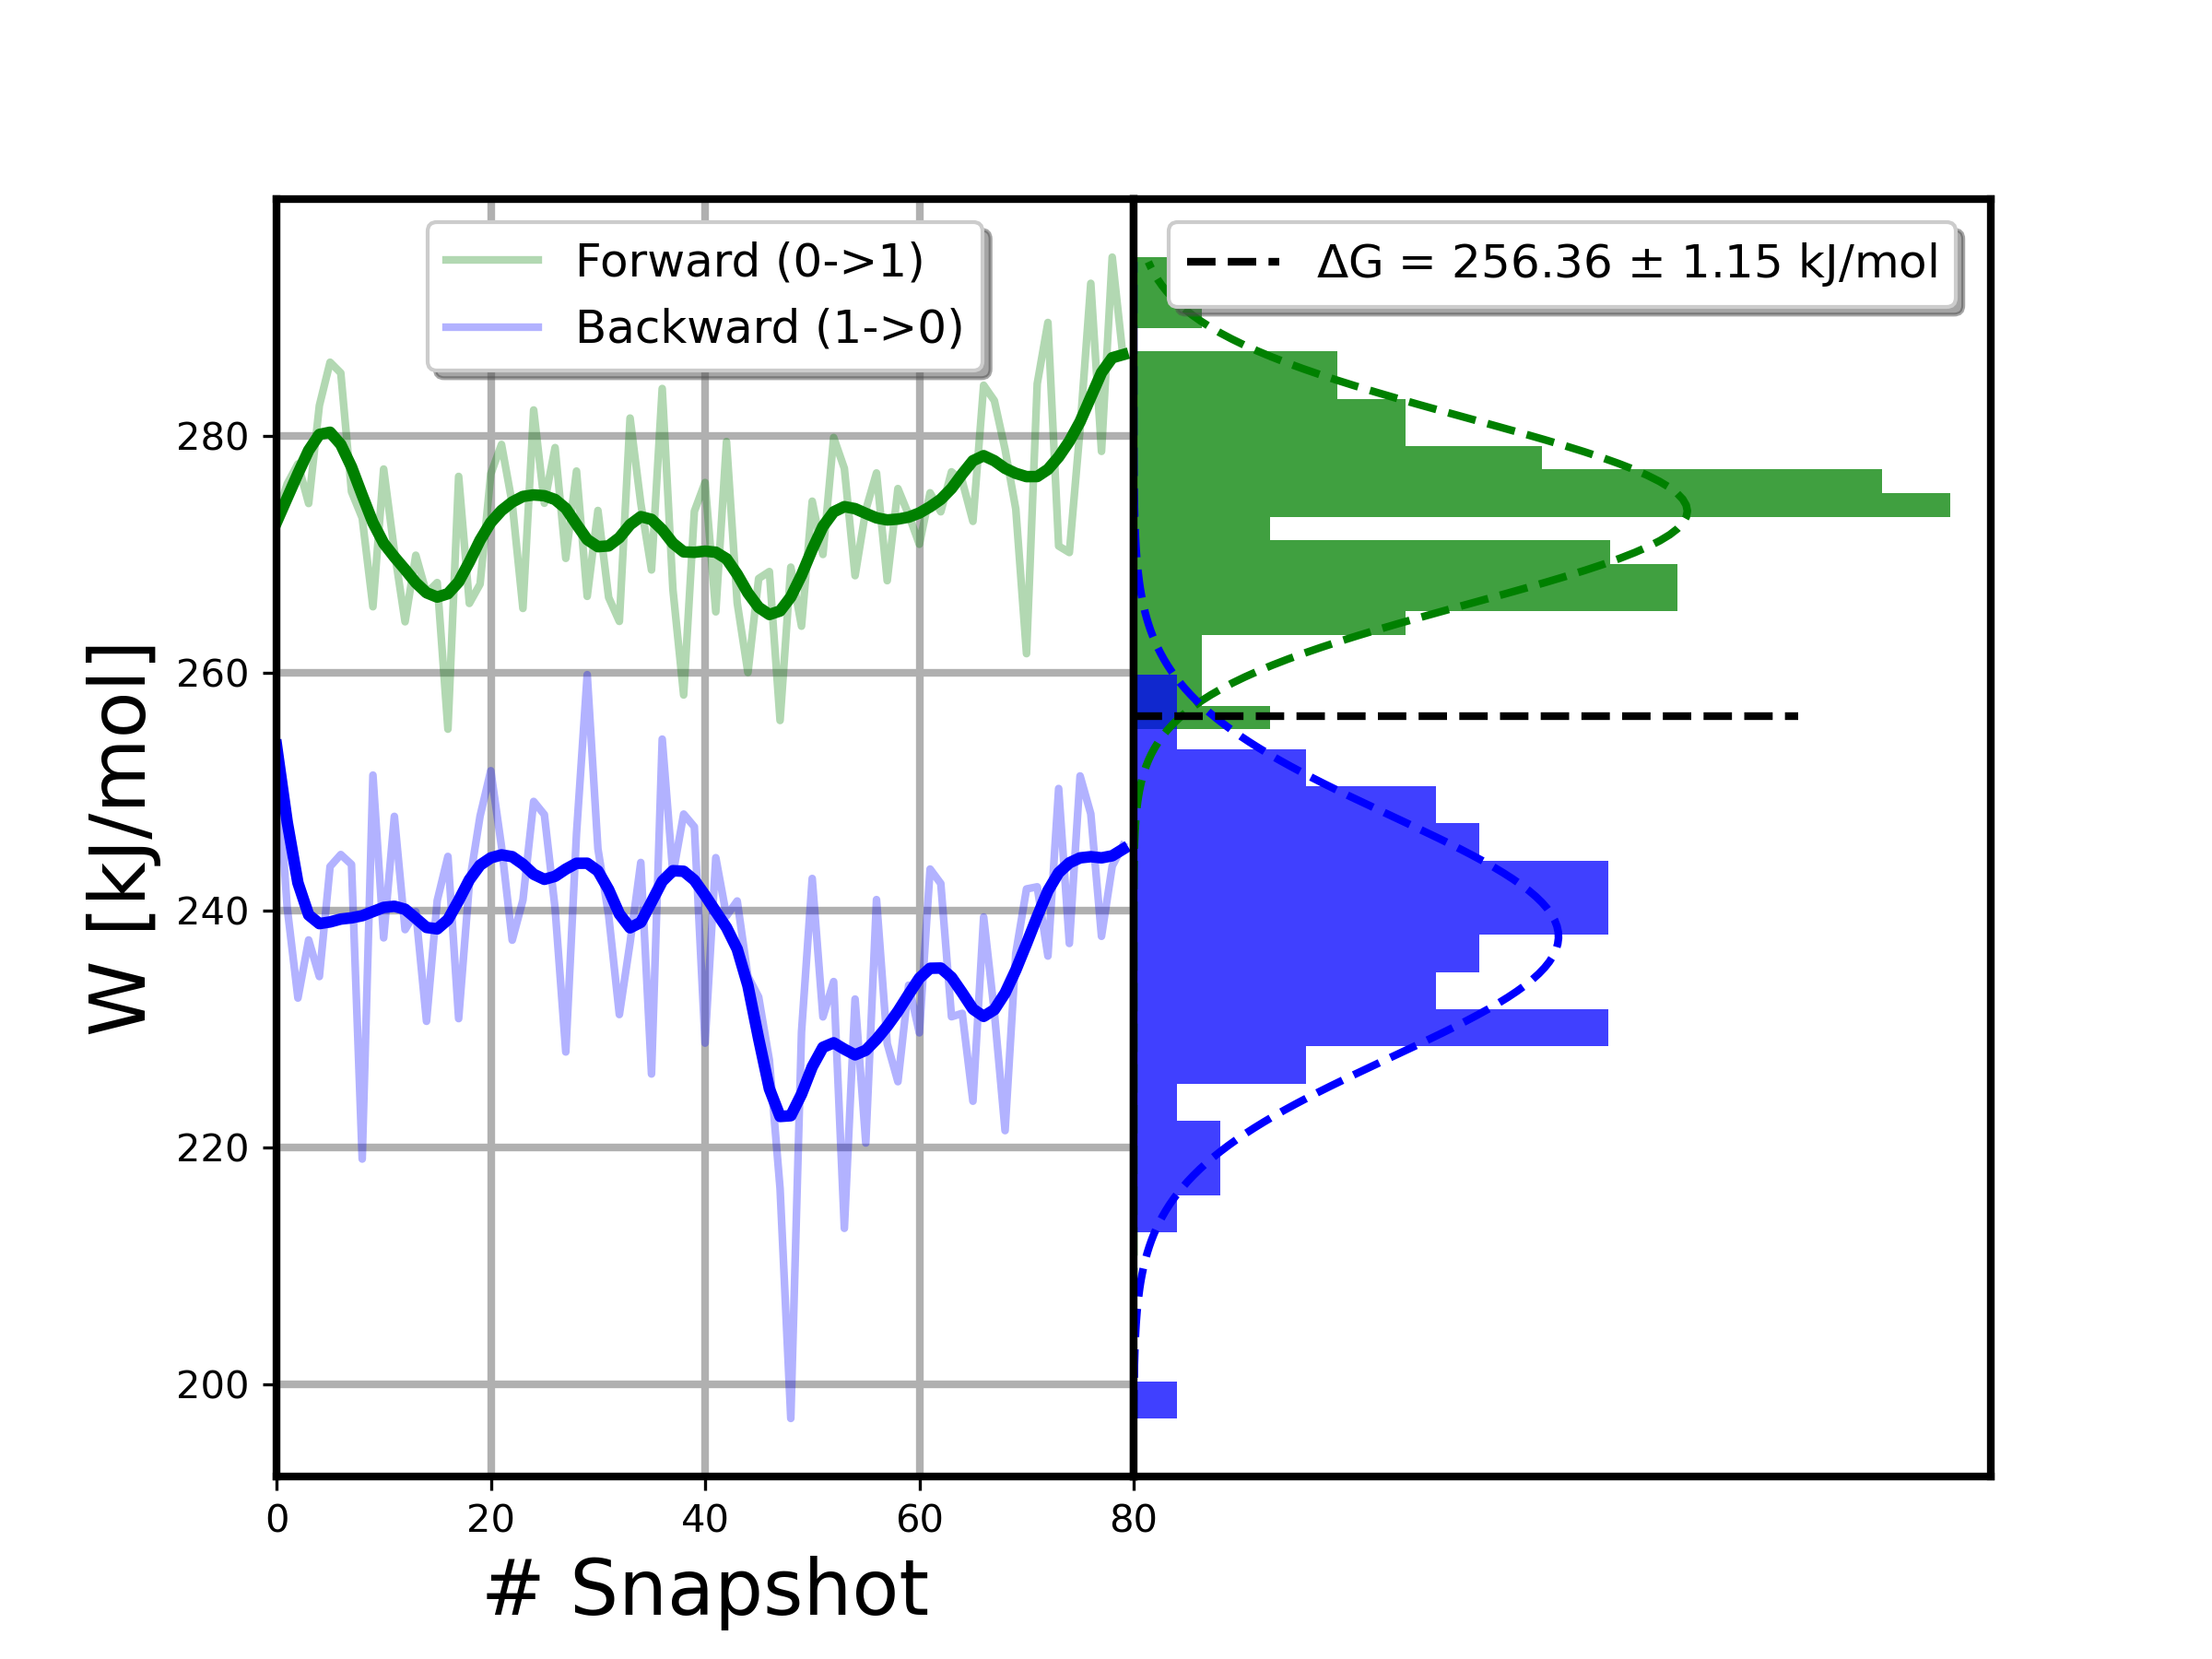 Forward (0->1)
Backward (1->0)
ΔG = 256.36 ± 1.15 kJ/mol
W [kJ/mol]
280
260
240
220
200
0 20 40 60 80
# Snapshot